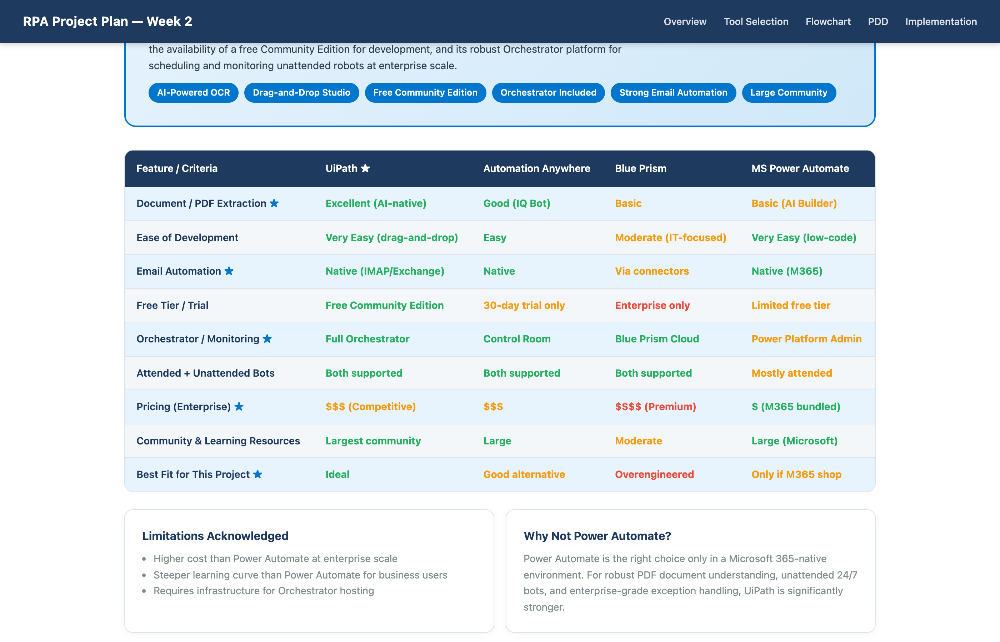 RPA Project Plan — Week 2
Overview Tool Selection Flowchart PDD Implementation
the availability of a free Community Edition for development, and its robust Orchestrator platform for
scheduling and monitoring unattended robots at enterprise scale.
AI-Powered OCR Drag-and-Drop Studio Free Community Edition Orchestrator Included Strong Email Automation Large Community
Feature / Criteria UiPath ★ Automation Anywhere Blue Prism MS Power Automate
Document / PDF Extraction ★ Excellent (AI-native) Good (IQ Bot) Basic Basic (AI Builder)
Ease of Development Very Easy (drag-and-drop) Easy Moderate (IT-focused) Very Easy (low-code)
Email Automation ★ Native (IMAP/Exchange) Native Via connectors Native (M365)
Free Tier / Trial Free Community Edition 30-day trial only Enterprise only Limited free tier
Orchestrator / Monitoring ★ Full Orchestrator Control Room Blue Prism Cloud Power Platform Admin
Attended + Unattended Bots Both supported Both supported Both supported Mostly attended
Pricing (Enterprise) ★ $$$ (Competitive) $$$ $$$$ (Premium) $ (M365 bundled)
Community & Learning Resources Largest community Large Moderate Large (Microsoft)
Best Fit for This Project ★ Ideal Good alternative Overengineered Only if M365 shop
Limitations Acknowledged
• Higher cost than Power Automate at enterprise scale
• Steeper learning curve than Power Automate for business users
• Requires infrastructure for Orchestrator hosting
Why Not Power Automate?
Power Automate is the right choice only in a Microsoft 365-native
environment. For robust PDF document understanding, unattended 24/7
bots, and enterprise-grade exception handling, UiPath is significantly
stronger.